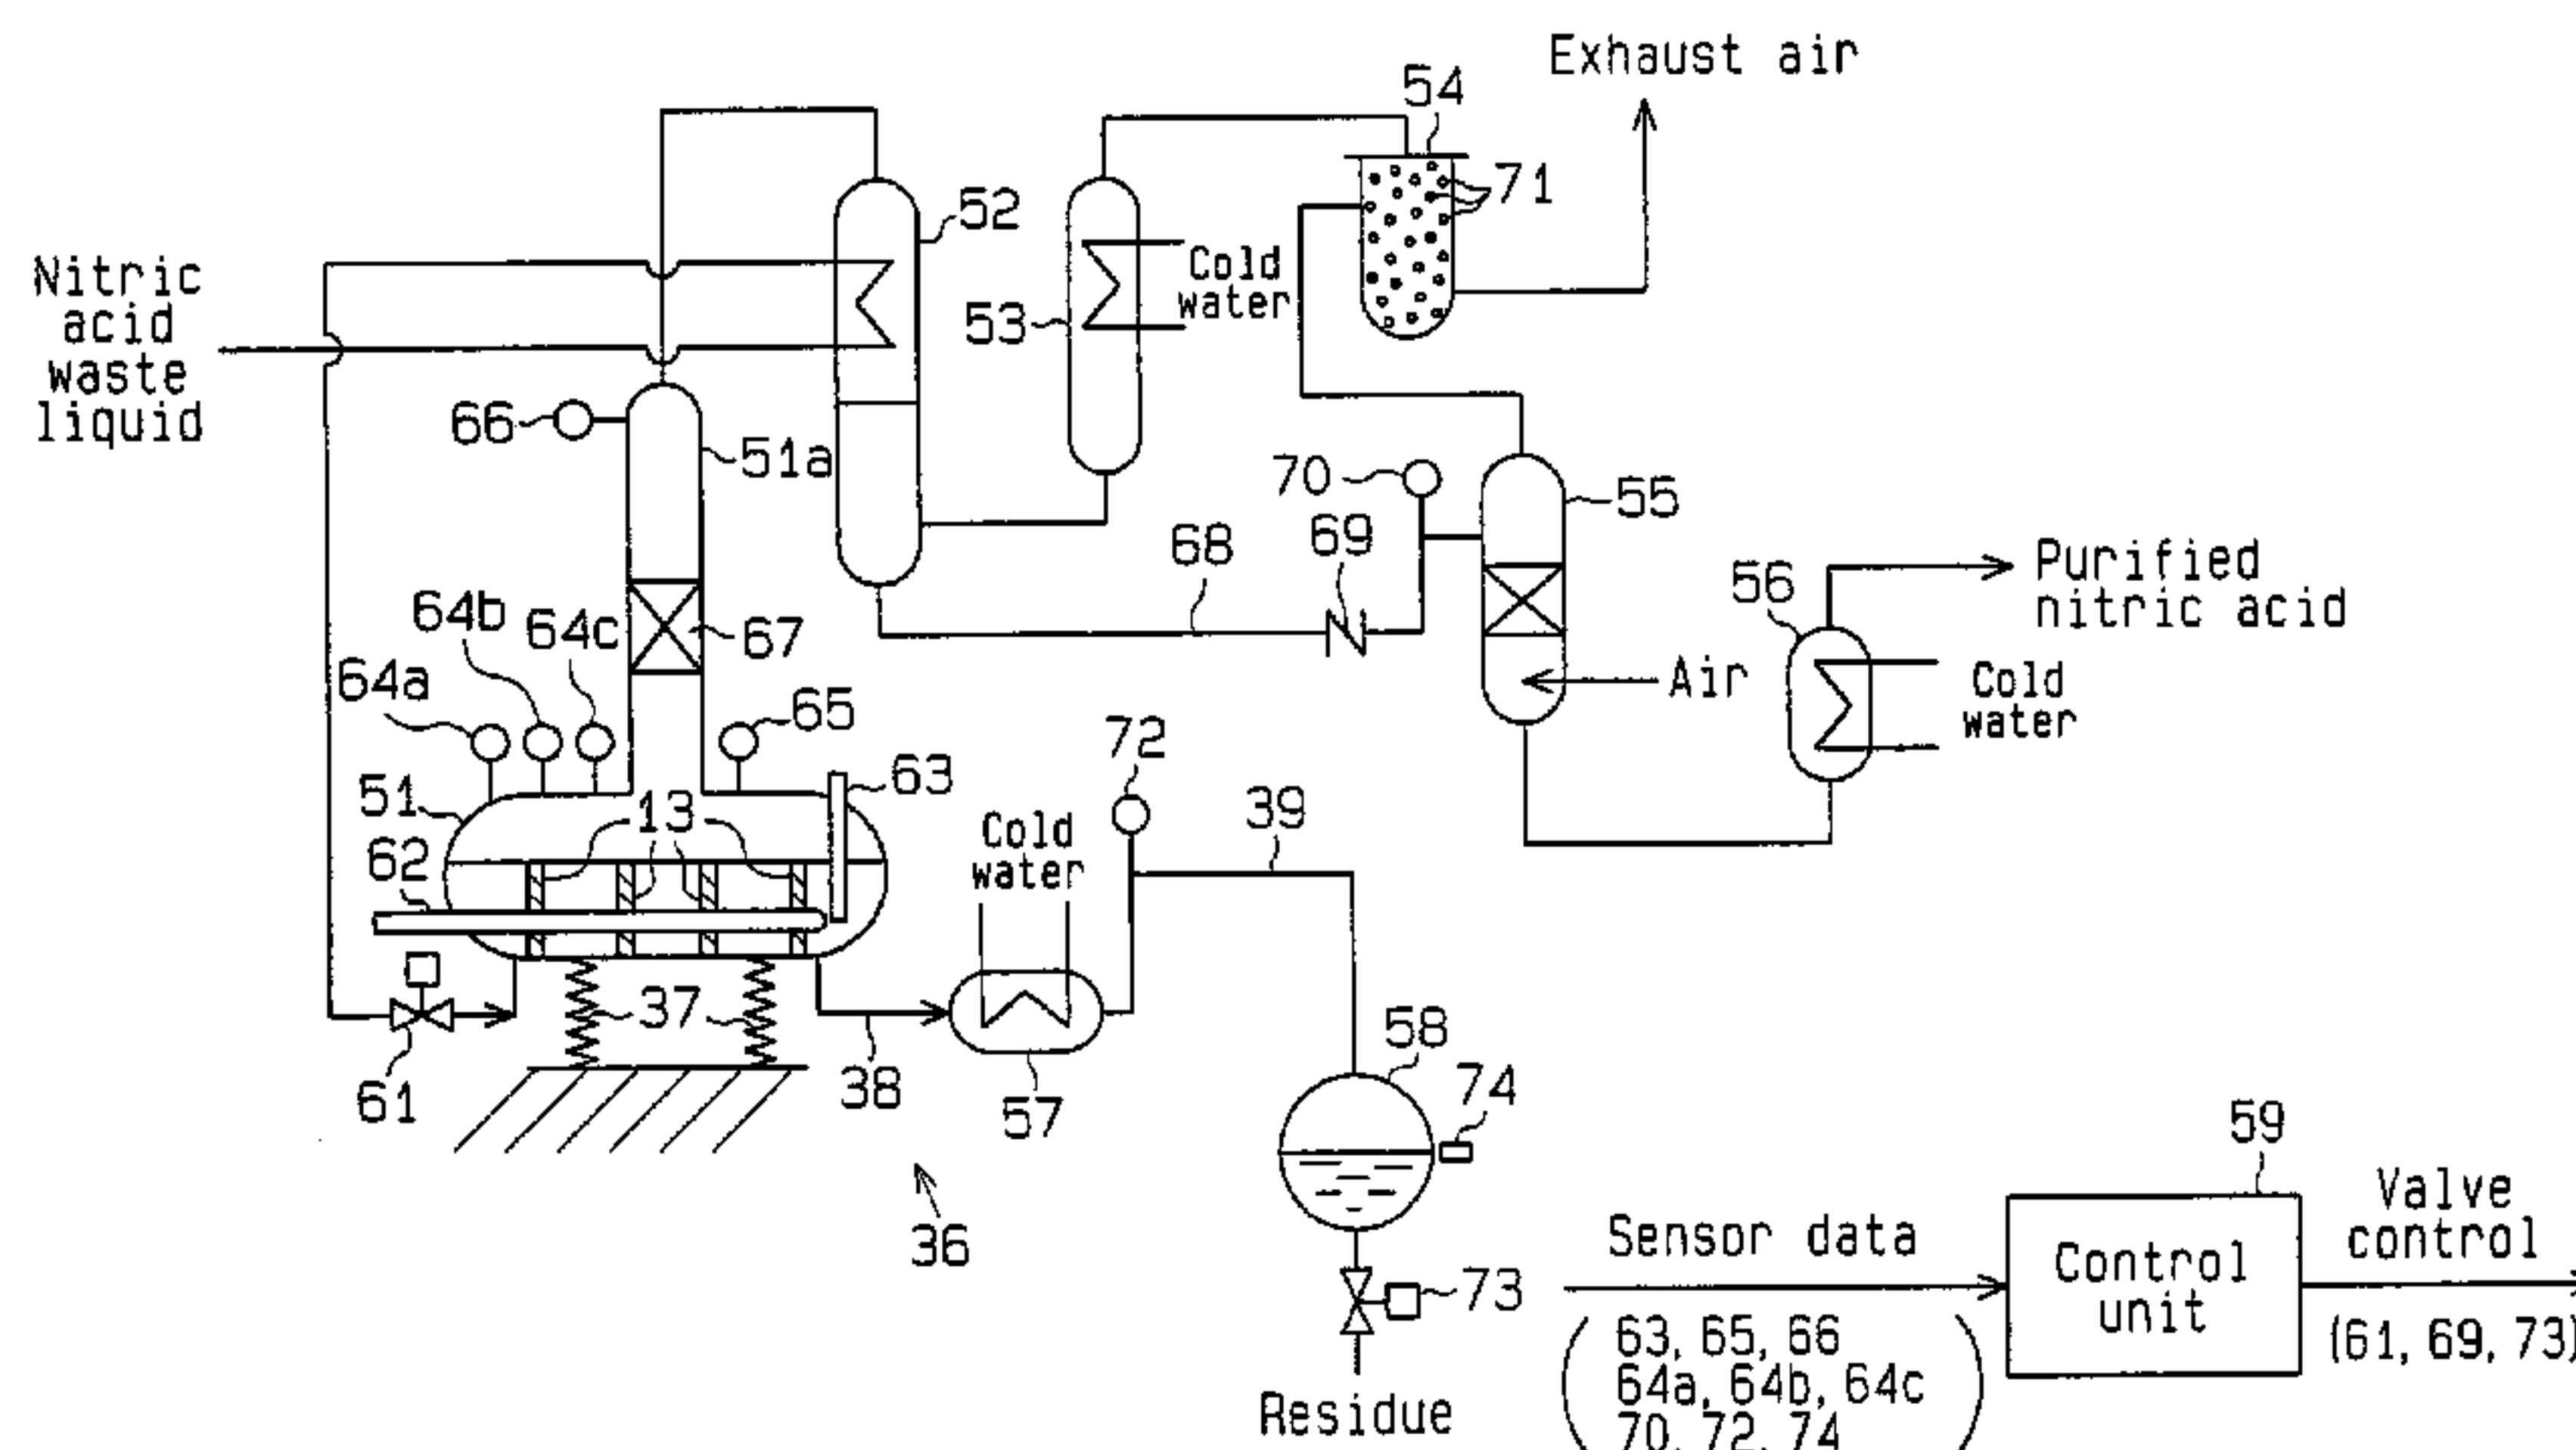 Exhaust air
54
71
52
Nitric
acid
waste
liquid
Cold
water
53
66
51a
70
55
69
68
56
Purified
nitric acid
64b
64c
67
64a
Air
Cold
water
65
72
63
51
13
39
62
Cold
water
37
58
61
38
57
74
59
36
Valve
control
Sensor data
Control
unit
73
63, 65, 66
(61, 69, 73)
64a, 64b, 64c
70, 72, 74
Residue